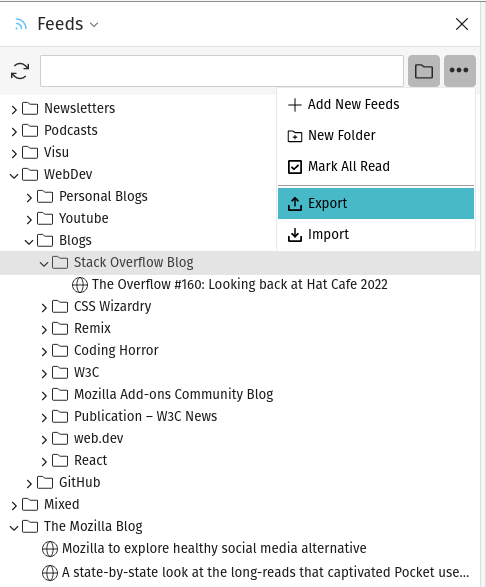 Feeds
Add New Feeds
Newsletters
Podcasts
New Folder
Visu
Mark All Read
WebDev
Personal Blogs
Export
Youtube
Blogs
Import
Stack Overflow Blog
The Overflow #160: Looking back at Hat Cafe 2022
CSS Wizardry
Remix
Coding Horror
W3C
Mozilla Add-ons Community Blog
Publication – W3C News
web.dev
React
GitHub
Mixed
The Mozilla Blog
Mozilla to explore healthy social media alternative
A state-by-state look at the long-reads that captivated Pocket use...